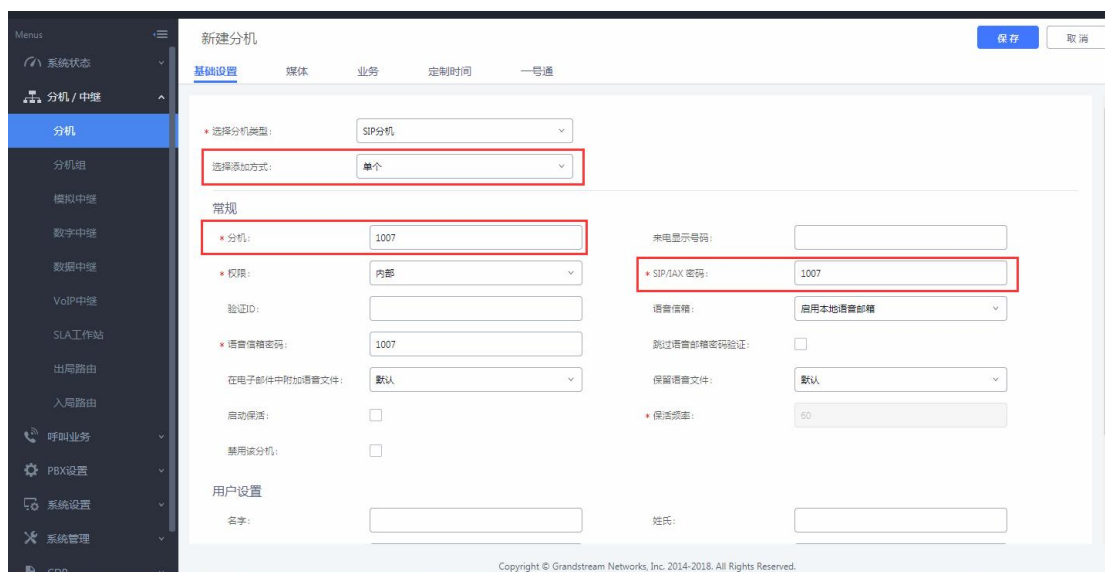 Menus
新建分机
保存
取消
系统状态
基础设置 媒体 业务 定制时间 一号通
分机 / 中继
分机
分机组
模拟中继
数字中继
数据中继
VoIP中继
SLA工作站
出局路由
入局路由
呼叫业务
PBX设置
系统设置
系统管理
CDR
* 选择分机类型: SIP分机
选择添加方式: 单个
常规
* 分机: 1007 来电显示号码:
* 权限: 内部 * SIP/IAX 密码: 1007
验证ID: 语音信箱: 启用本地语音邮箱
* 语音信箱密码: 1007 跳过语音邮箱密码验证:
在电子邮件中附加语音文件: 默认 保留语音文件: 默认
启动保活: * 保活频率: 60
禁用该分机:
用户设置
名字: 姓氏:
Copyright © Grandstream Networks, Inc. 2014-2018. All Rights Reserved.